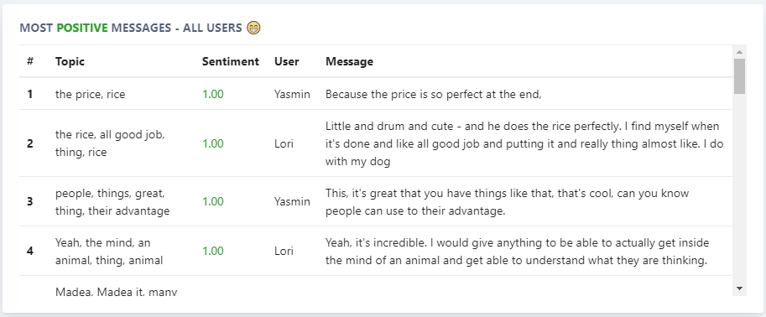 MOST POSITIVE MESSAGES - ALL USERS 😁
# Topic Sentiment User Message
1 the price, rice 1.00 Yasmin Because the price is so perfect at the end,
2 the rice, all good job, thing, rice 1.00 Lori Little and drum and cute - and he does the rice perfectly. I find myself when
it's done and like all good job and putting it and really thing almost like. I do
with my dog
3 people, things, great, thing, their advantage 1.00 Yasmin This, it's great that you have things like that, that's cool, can you know
people can use to their advantage.
4 Yeah, the mind, an animal, thing, animal 1.00 Lori Yeah, it's incredible. I would give anything to be able to actually get inside
the mind of an animal and get able to understand what they are thinking.
Madea, Madea it, many